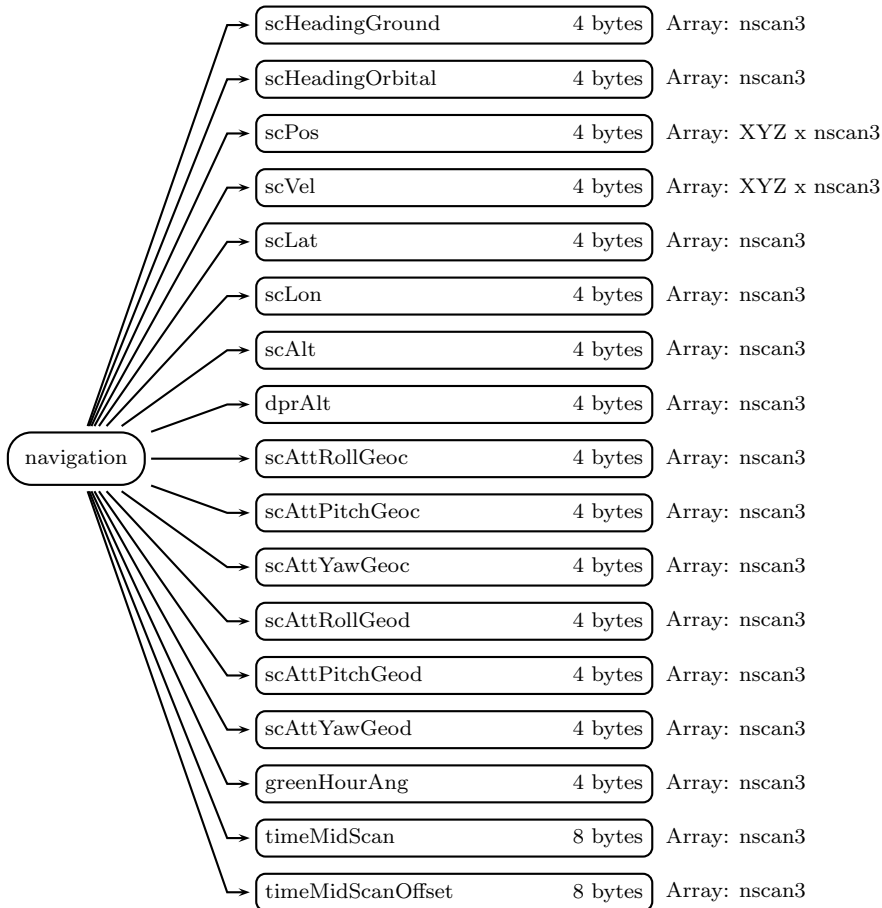 scHeadingGround 4 bytes Array: nscan3
scHeadingOrbital 4 bytes Array: nscan3
scPos 4 bytes Array: XYZ x nscan3
scVel 4 bytes Array: XYZ x nscan3
scLat 4 bytes Array: nscan3
scLon 4 bytes Array: nscan3
scAlt 4 bytes Array: nscan3
dprAlt 4 bytes Array: nscan3
navigation scAttRollGeoc 4 bytes Array: nscan3
scAttPitchGeoc 4 bytes Array: nscan3
scAttYawGeoc 4 bytes Array: nscan3
scAttRollGeod 4 bytes Array: nscan3
scAttPitchGeod 4 bytes Array: nscan3
scAttYawGeod 4 bytes Array: nscan3
greenHourAng 4 bytes Array: nscan3
timeMidScan 8 bytes Array: nscan3
timeMidScanOffset 8 bytes Array: nscan3